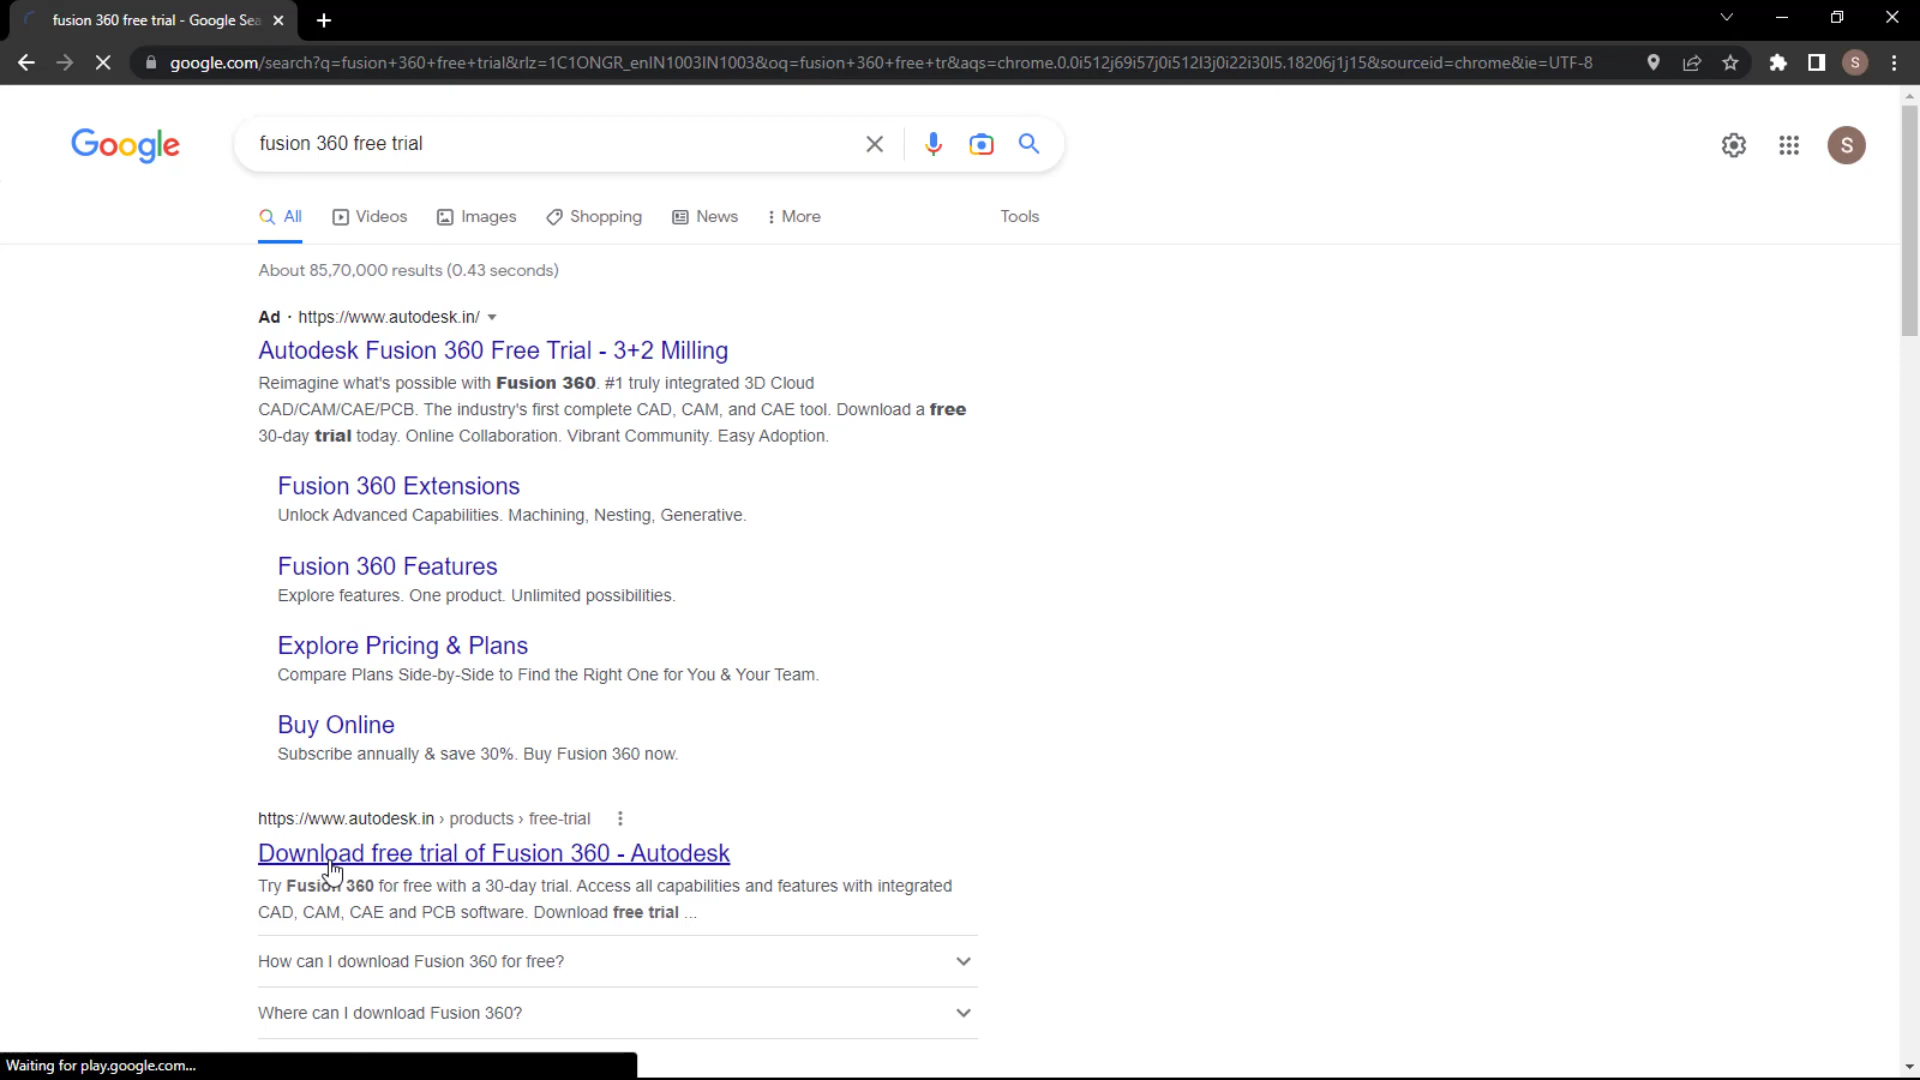 fusion 360 free trial - Google Sea
google.com/search?q=fusion+360+free+trial&rlz=1C1ONGR_enIN1003IN1003&oq=fusion+360+free+tr&aqs=chrome.0.0i512j69i57j0i512l3j0i22i30l5.18206j1j15&sourceid=chrome&ie=UTF-8
S
Google
fusion 360 free trial
S
All Videos Images Shopping News More Tools
About 85,70,000 results (0.43 seconds)
Ad · https://www.autodesk.in/
Autodesk Fusion 360 Free Trial - 3+2 Milling
Reimagine what's possible with Fusion 360. #1 truly integrated 3D Cloud
CAD/CAM/CAE/PCB. The industry's first complete CAD, CAM, and CAE tool. Download a free
30-day trial today. Online Collaboration. Vibrant Community. Easy Adoption.
Fusion 360 Extensions
Unlock Advanced Capabilities. Machining, Nesting, Generative.
Fusion 360 Features
Explore features. One product. Unlimited possibilities.
Explore Pricing & Plans
Compare Plans Side-by-Side to Find the Right One for You & Your Team.
Buy Online
Subscribe annually & save 30%. Buy Fusion 360 now.
https://www.autodesk.in › products › free-trial
Download free trial of Fusion 360 - Autodesk
Try Fusion 360 for free with a 30-day trial. Access all capabilities and features with integrated
CAD, CAM, CAE and PCB software. Download free trial ...
How can I download Fusion 360 for free?
Where can I download Fusion 360?
Waiting for play.google.com...